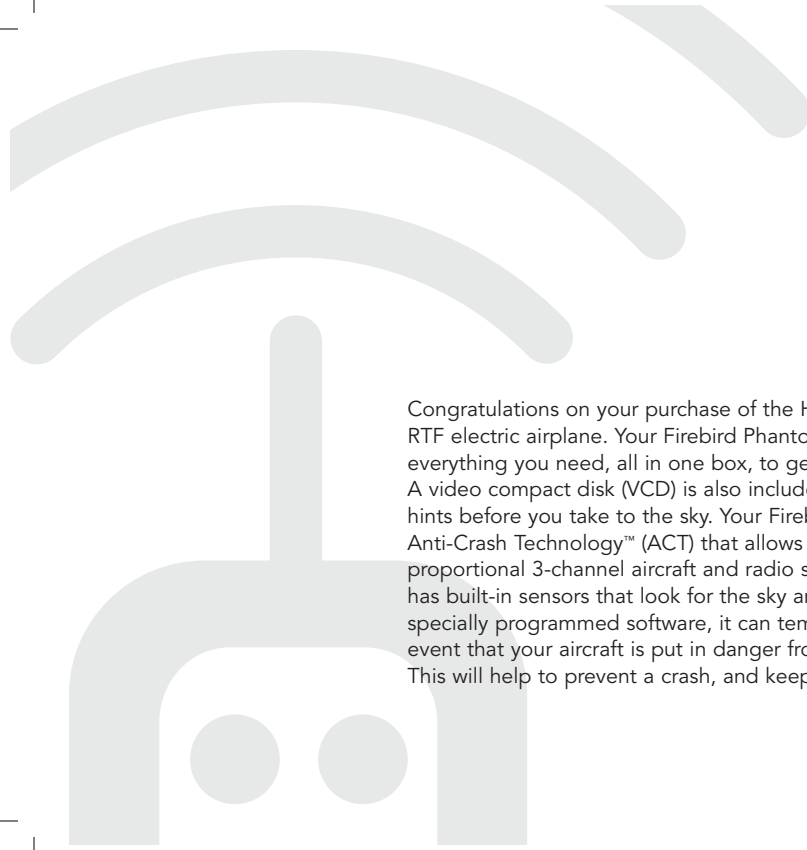 Congratulations on your purchase of the H
RTF electric airplane. Your Firebird Phanto
everything you need, all in one box, to ge
A video compact disk (VCD) is also include
hints before you take to the sky. Your Fireb
Anti-Crash Technology™ (ACT) that allows
proportional 3-channel aircraft and radio s
has built-in sensors that look for the sky an
specially programmed software, it can tem
event that your aircraft is put in danger fro
This will help to prevent a crash, and keep